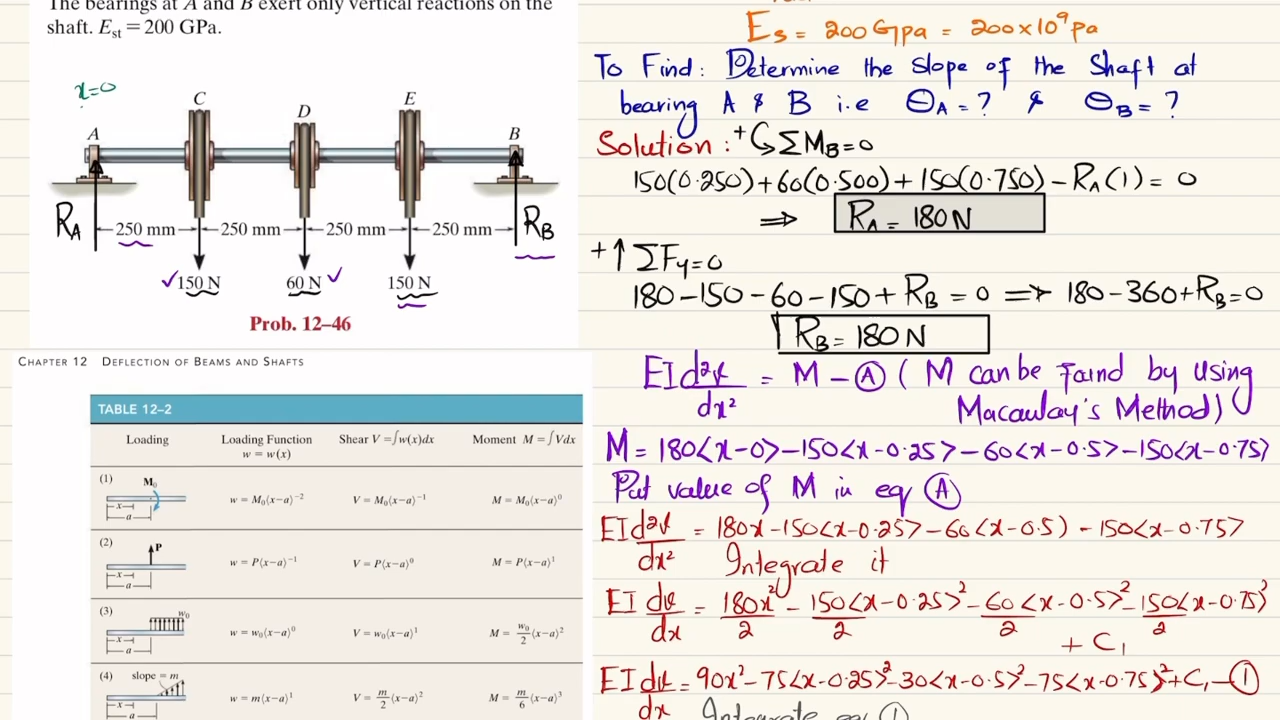 The bearings at A and B exert only vertical reactions on the
shaft. Est = 200 GPa.
x=0
A
C
D
E
B
RA
RB
250 mm
250 mm
250 mm
250 mm
✓150 N
60 N ✓
150 N
Prob. 12–46
CHAPTER 12 DEFLECTION OF BEAMS AND SHAFTS
TABLE 12–2
Loading
Loading Function w = w(x)
Shear V = ∫w(x)dx
Moment M = ∫Vdx
(1)
M₀
x
a
w = M₀⟨x−a⟩⁻²
V = M₀⟨x−a⟩⁻¹
M = M₀⟨x−a⟩⁰
(2)
P
x
a
w = P⟨x−a⟩⁻¹
V = P⟨x−a⟩⁰
M = P⟨x−a⟩¹
(3)
w₀
x
a
w = w₀⟨x−a⟩⁰
V = w₀⟨x−a⟩¹
M = w₀/2⟨x−a⟩²
(4)
slope = m
x
a
w = m⟨x−a⟩¹
V = m/2⟨x−a⟩²
M = m/6⟨x−a⟩³
Es = 200 Gpa = 200×10⁹ pa
To Find: Determine the slope of the shaft at
bearing A & B i.e θA = ? & θB = ?
Solution: +↺ΣMB=0
150(0.250)+60(0.500)+150(0.750)−RA(1) = 0
⇒ RA = 180N
+↑ΣFy=0
180−150−60−150+RB = 0 ⇒ 180−360+RB=0
RB = 180N
EI d²v/dx² = M − Ⓐ (M can be found by using
Macaulay's Method)
M = 180<x−0>−150<x−0.25>−60<x−0.5>−150<x−0.75>
Put value of M in eq Ⓐ
EI d²v/dx² = 180x−150<x−0.25>−60<x−0.5)−150<x−0.75>
Integrate it
EI dv/dx = 180x²/2 − 150<x−0.25>²/2 − 60<x−0.5>²/2 − 150<x−0.75)²/2
+ C₁
EI dv/dx = 90x²−75<x−0.25>²−30<x−0.5>²−75<x−0.75>²+C₁−①
Integrate eq ①